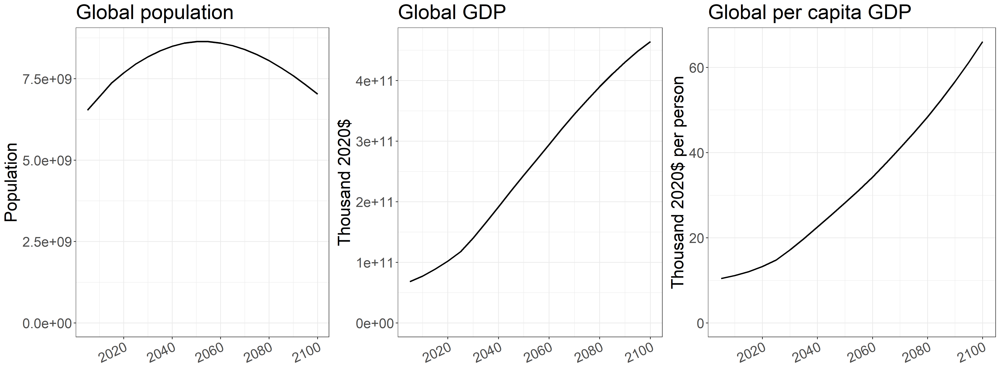 Global population
Population
7.5e+09
5.0e+09
2.5e+09
0.0e+00
2020 2040 2060 2080 2100
Global GDP
Thousand 2020$
4e+11
3e+11
2e+11
1e+11
0e+00
2020 2040 2060 2080 2100
Global per capita GDP
Thousand 2020$ per person
60
40
20
0
2020 2040 2060 2080 2100